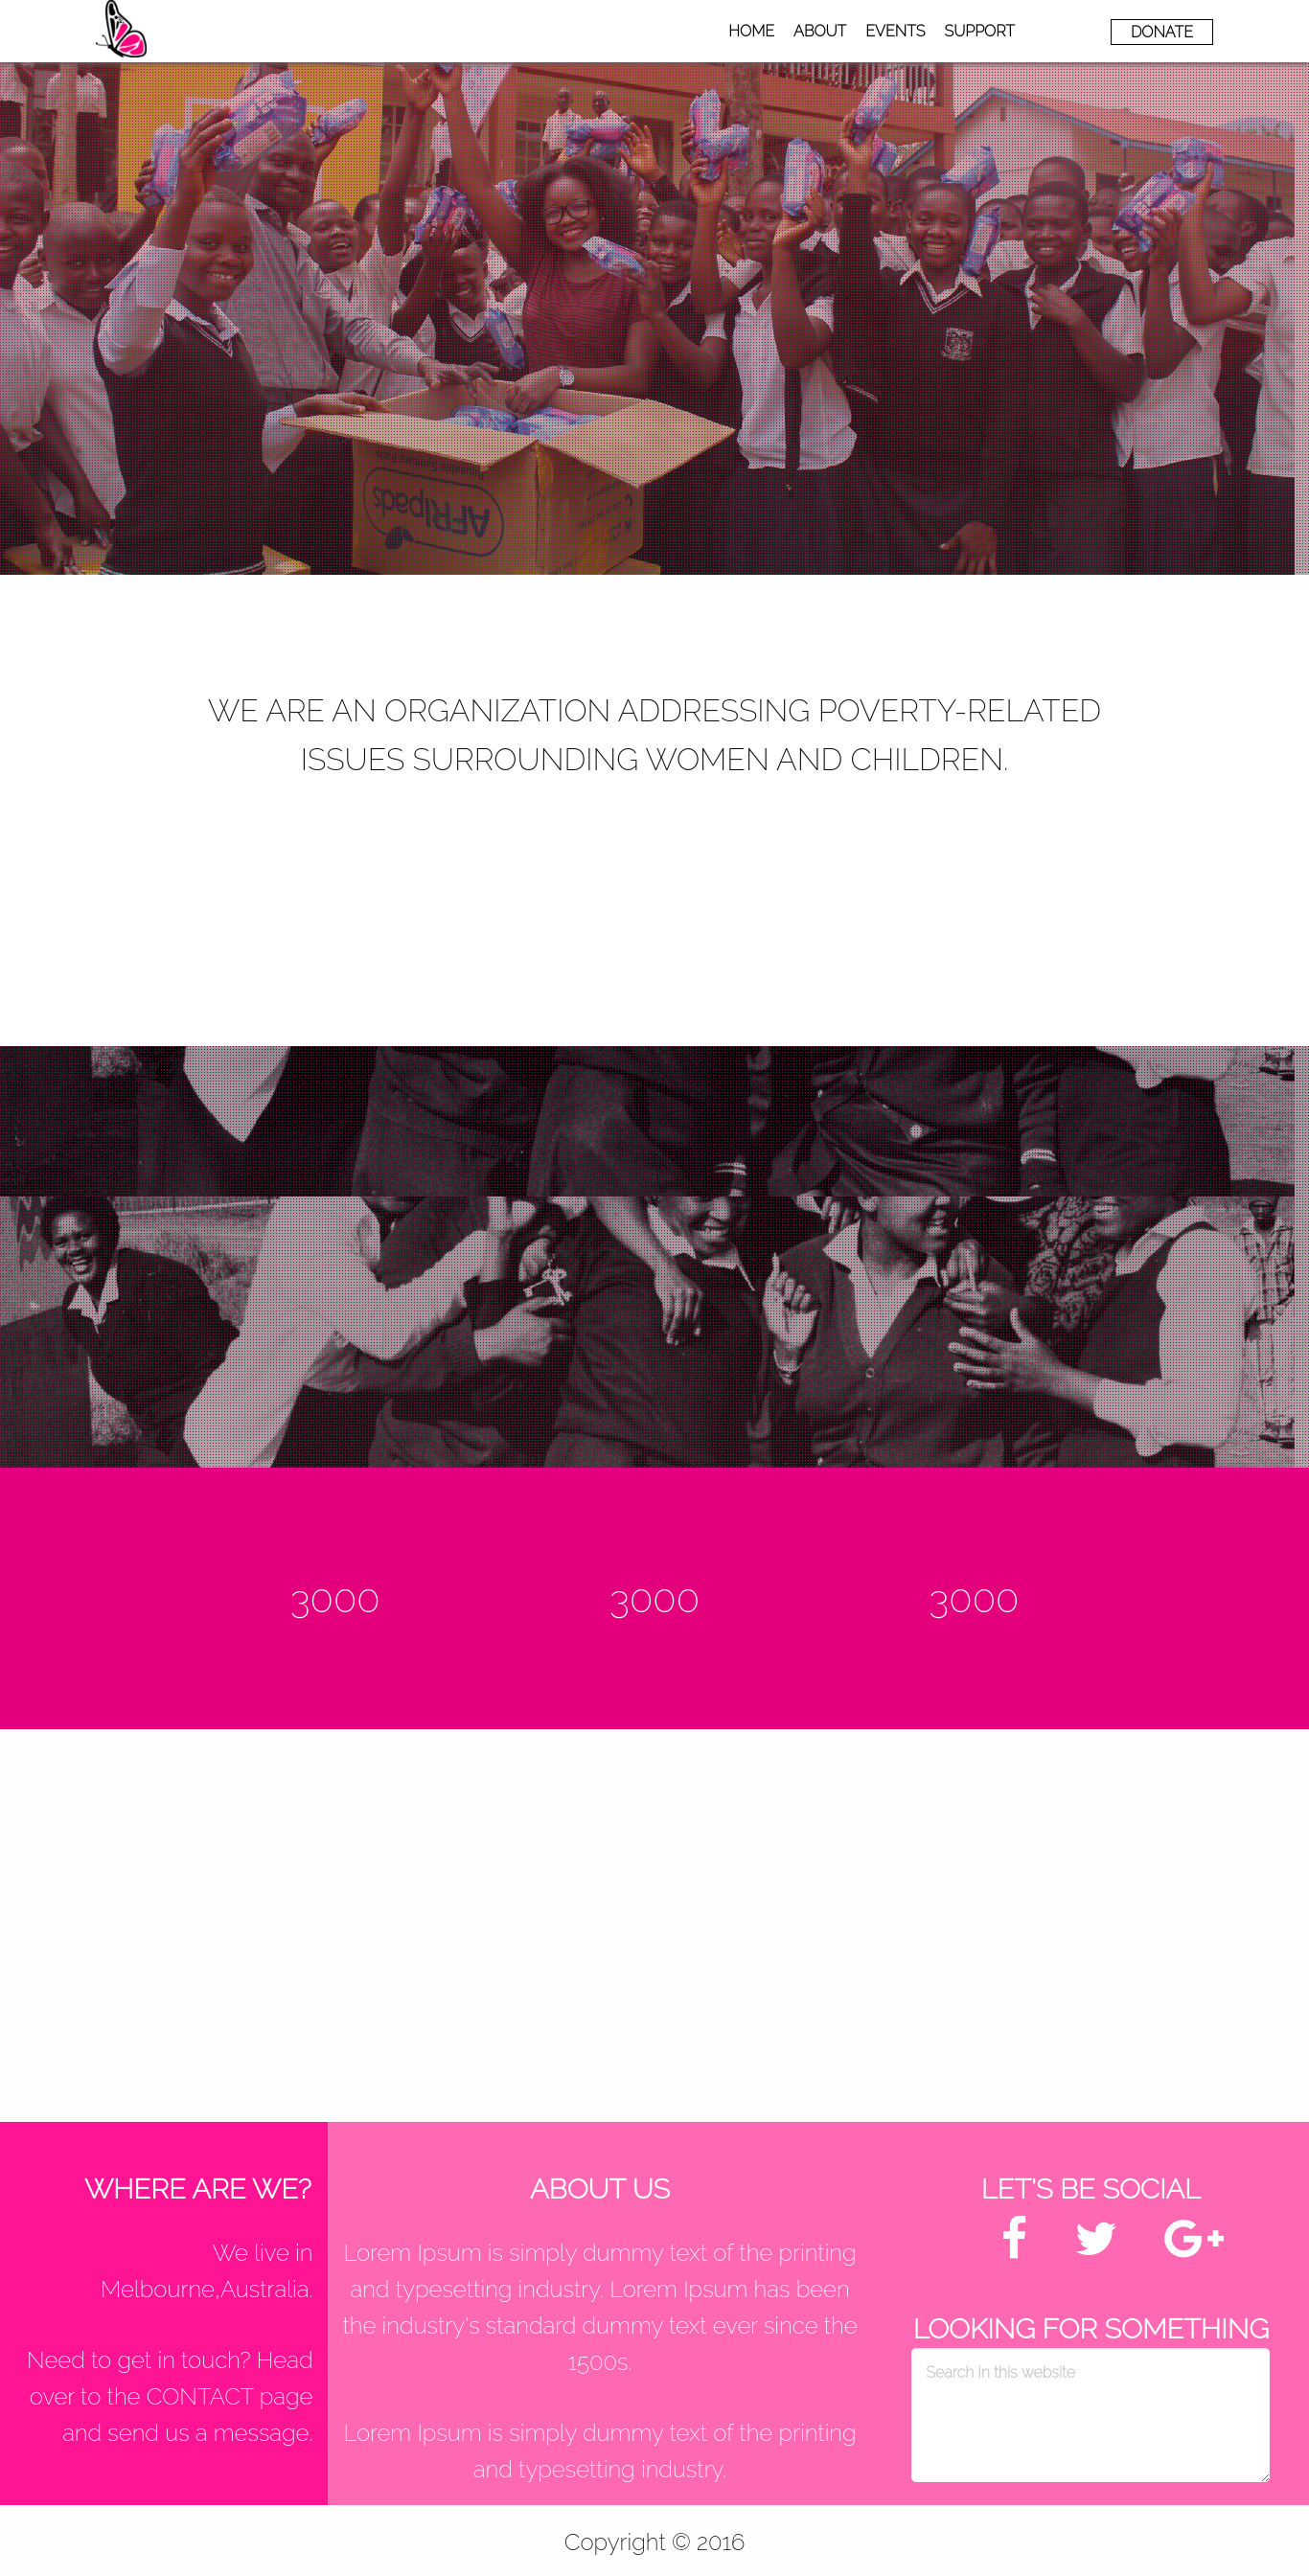 HOME ABOUT EVENTS SUPPORT DONATE
AFRIpads
WE ARE AN ORGANIZATION ADDRESSING POVERTY-RELATED
ISSUES SURROUNDING WOMEN AND CHILDREN.
3000 3000 3000
WHERE ARE WE?
We live in
Melbourne,Australia.
Need to get in touch? Head
over to the CONTACT page
and send us a message.
ABOUT US
Lorem Ipsum is simply dummy text of the printing
and typesetting industry. Lorem Ipsum has been
the industry's standard dummy text ever since the
1500s.
Lorem Ipsum is simply dummy text of the printing
and typesetting industry.
LET'S BE SOCIAL
LOOKING FOR SOMETHING
Search in this website
Copyright © 2016